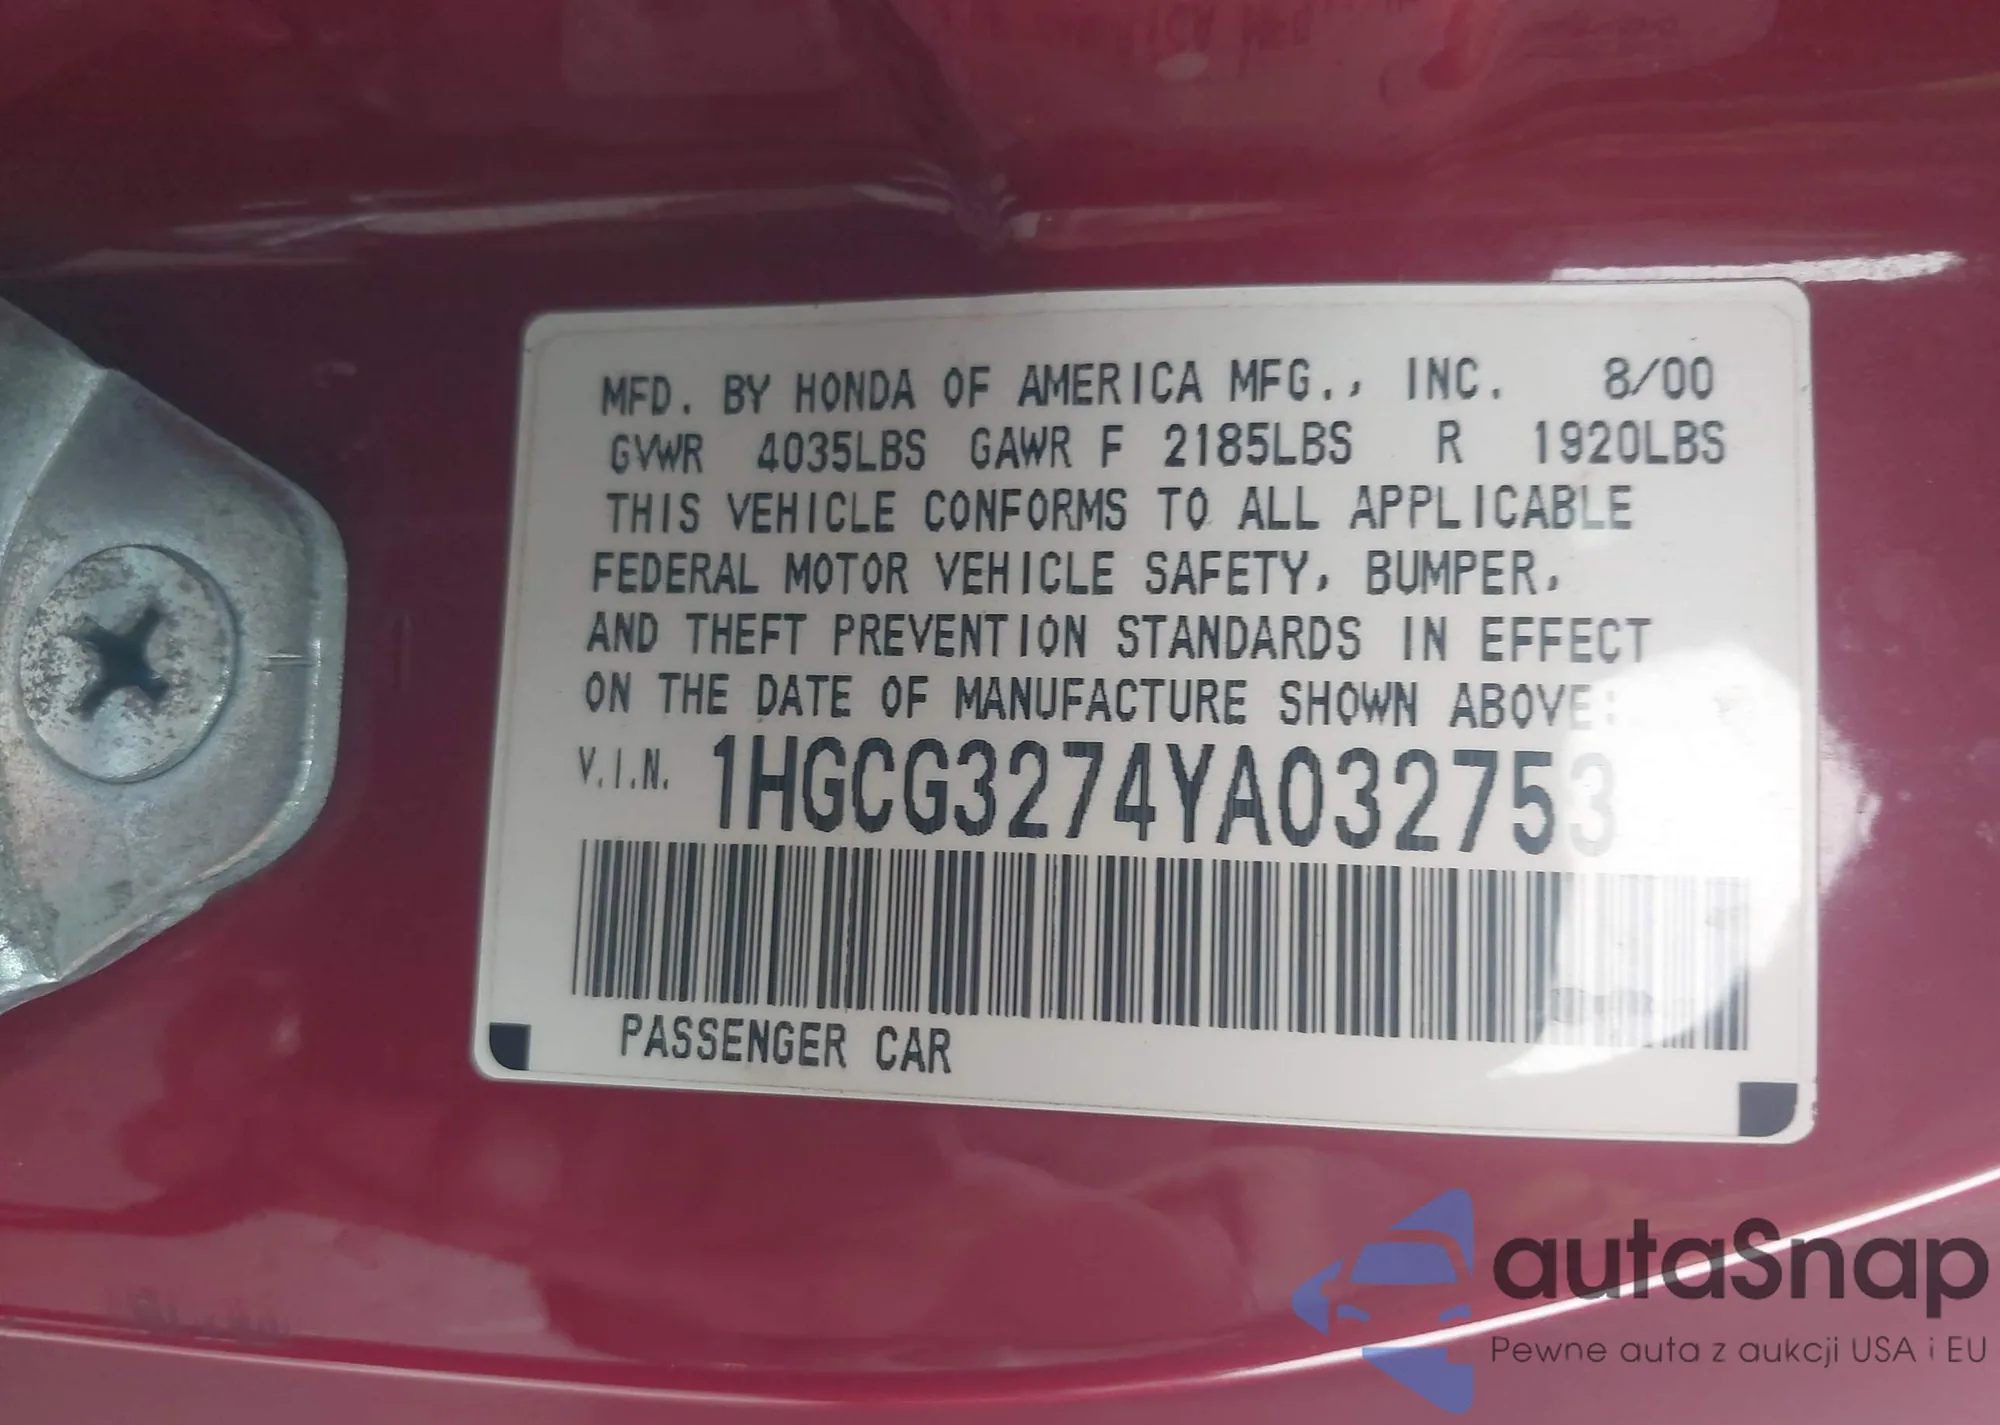 MFD. BY HONDA OF AMERICA MFG., INC. 8/00
GVWR 4035LBS GAWR F 2185LBS R 1920LBS
THIS VEHICLE CONFORMS TO ALL APPLICABLE
FEDERAL MOTOR VEHICLE SAFETY, BUMPER,
AND THEFT PREVENTION STANDARDS IN EFFECT
ON THE DATE OF MANUFACTURE SHOWN ABOVE:
V.I.N. 1HGCG3274YA032753
PASSENGER CAR
autaSnap
Pewne auta z aukcji USA i EU